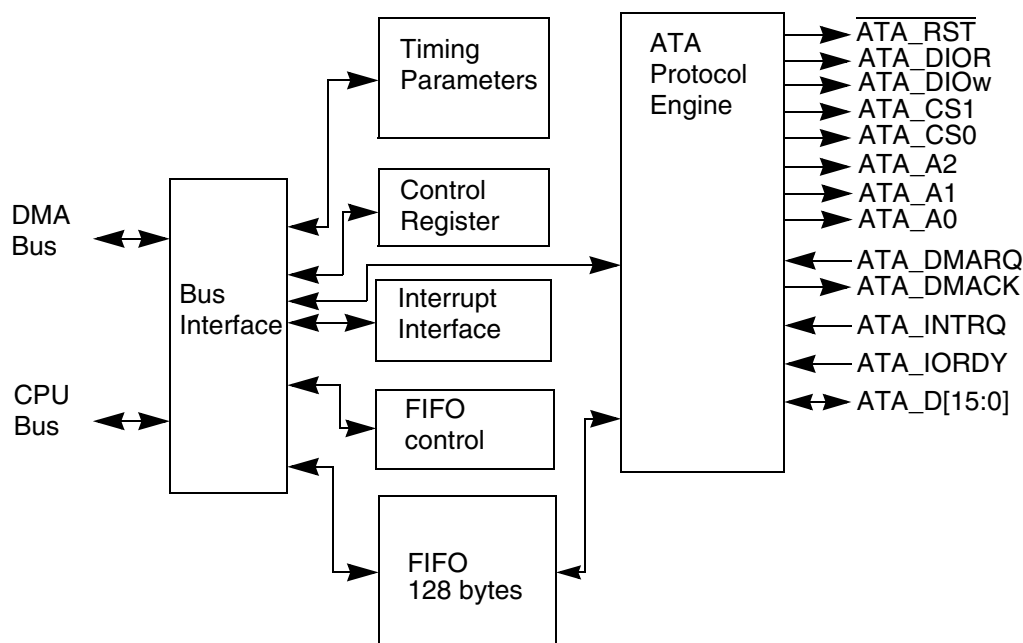 DMA
Bus
CPU
Bus
Bus
Interface
Timing
Parameters
Control
Register
Interrupt
Interface
FIFO
control
FIFO
128 bytes
ATA
Protocol
Engine
ATA_RST
ATA_DIOR
ATA_DIOw
ATA_CS1
ATA_CS0
ATA_A2
ATA_A1
ATA_A0
ATA_DMARQ
ATA_DMACK
ATA_INTRQ
ATA_IORDY
ATA_D[15:0]